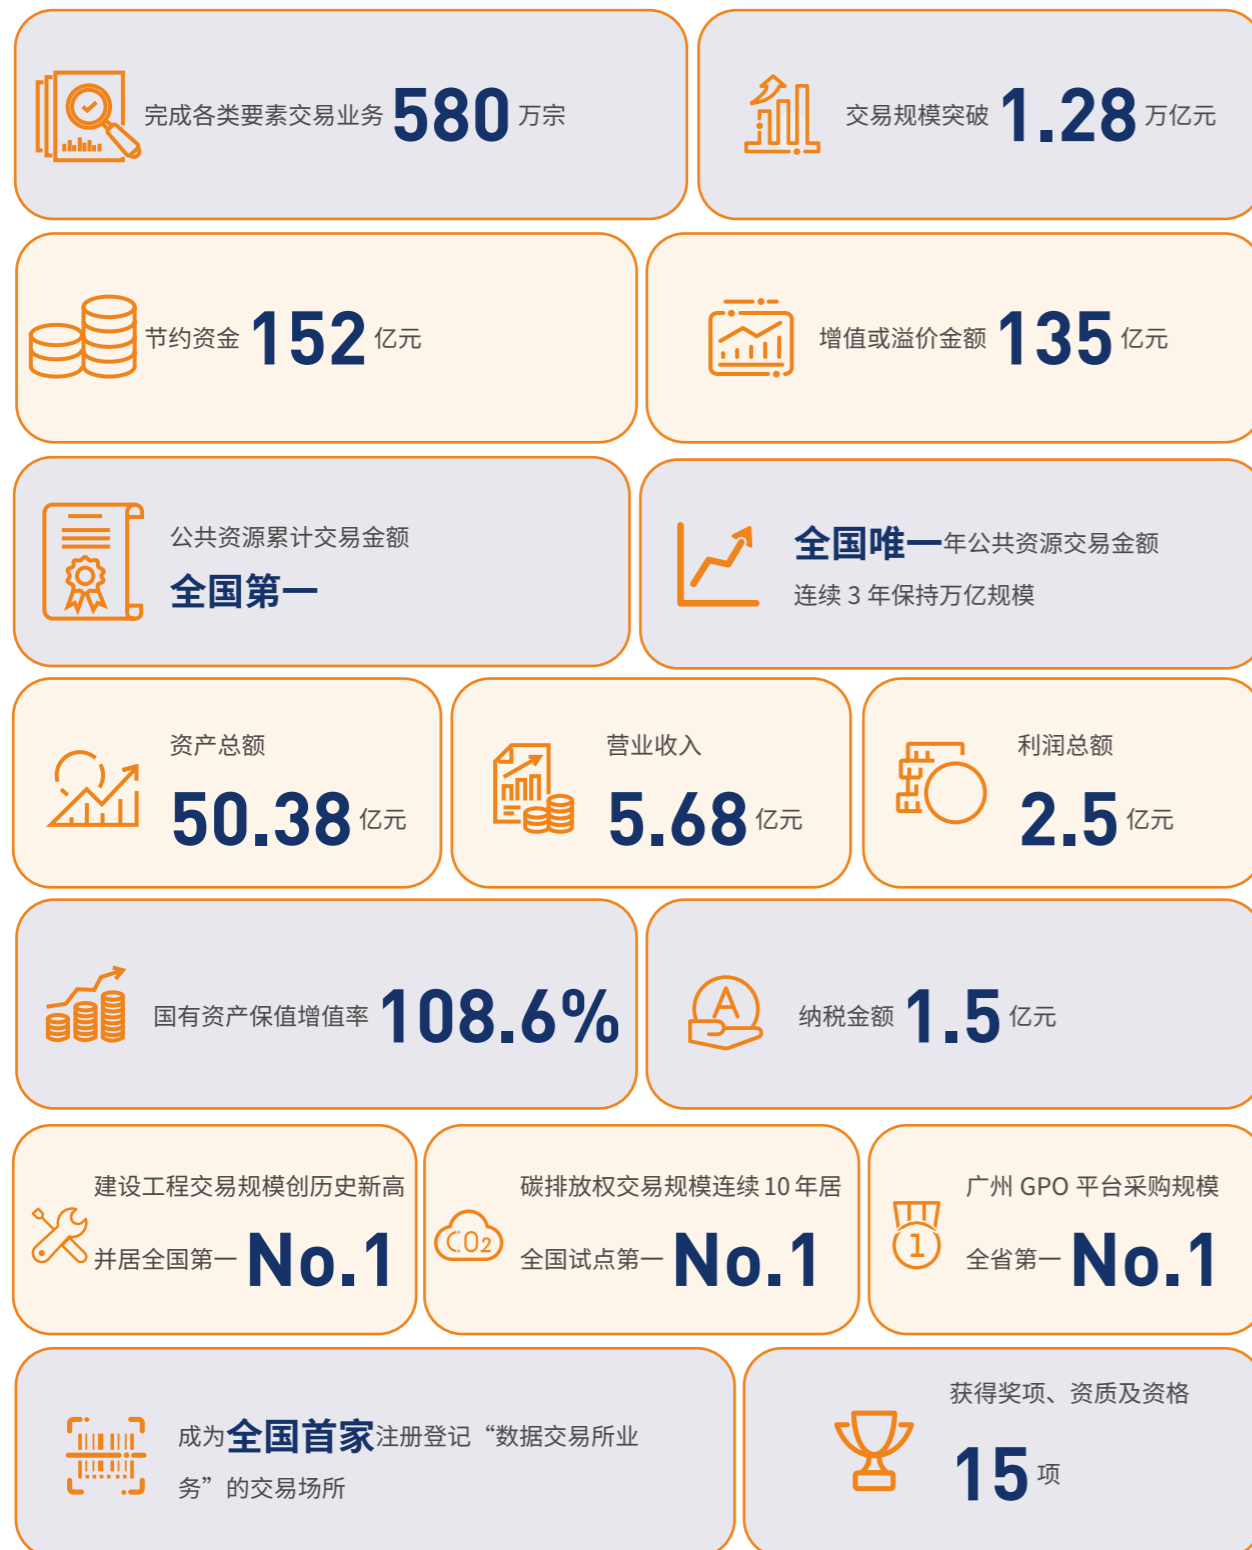 完成各类要素交易业务 580 万宗
交易规模突破 1.28 万亿元
节约资金 152 亿元
增值或溢价金额 135 亿元
公共资源累计交易金额
全国第一
全国唯一年公共资源交易金额
连续 3 年保持万亿规模
资产总额
50.38 亿元
营业收入
5.68 亿元
利润总额
2.5 亿元
国有资产保值增值率 108.6%
A
纳税金额 1.5 亿元
建设工程交易规模创历史新高
并居全国第一 No.1
CO2
碳排放权交易规模连续 10 年居
全国试点第一 No.1
1
广州 GPO 平台采购规模
全省第一 No.1
成为全国首家注册登记“数据交易所业
务”的交易场所
获得奖项、资质及资格
15 项